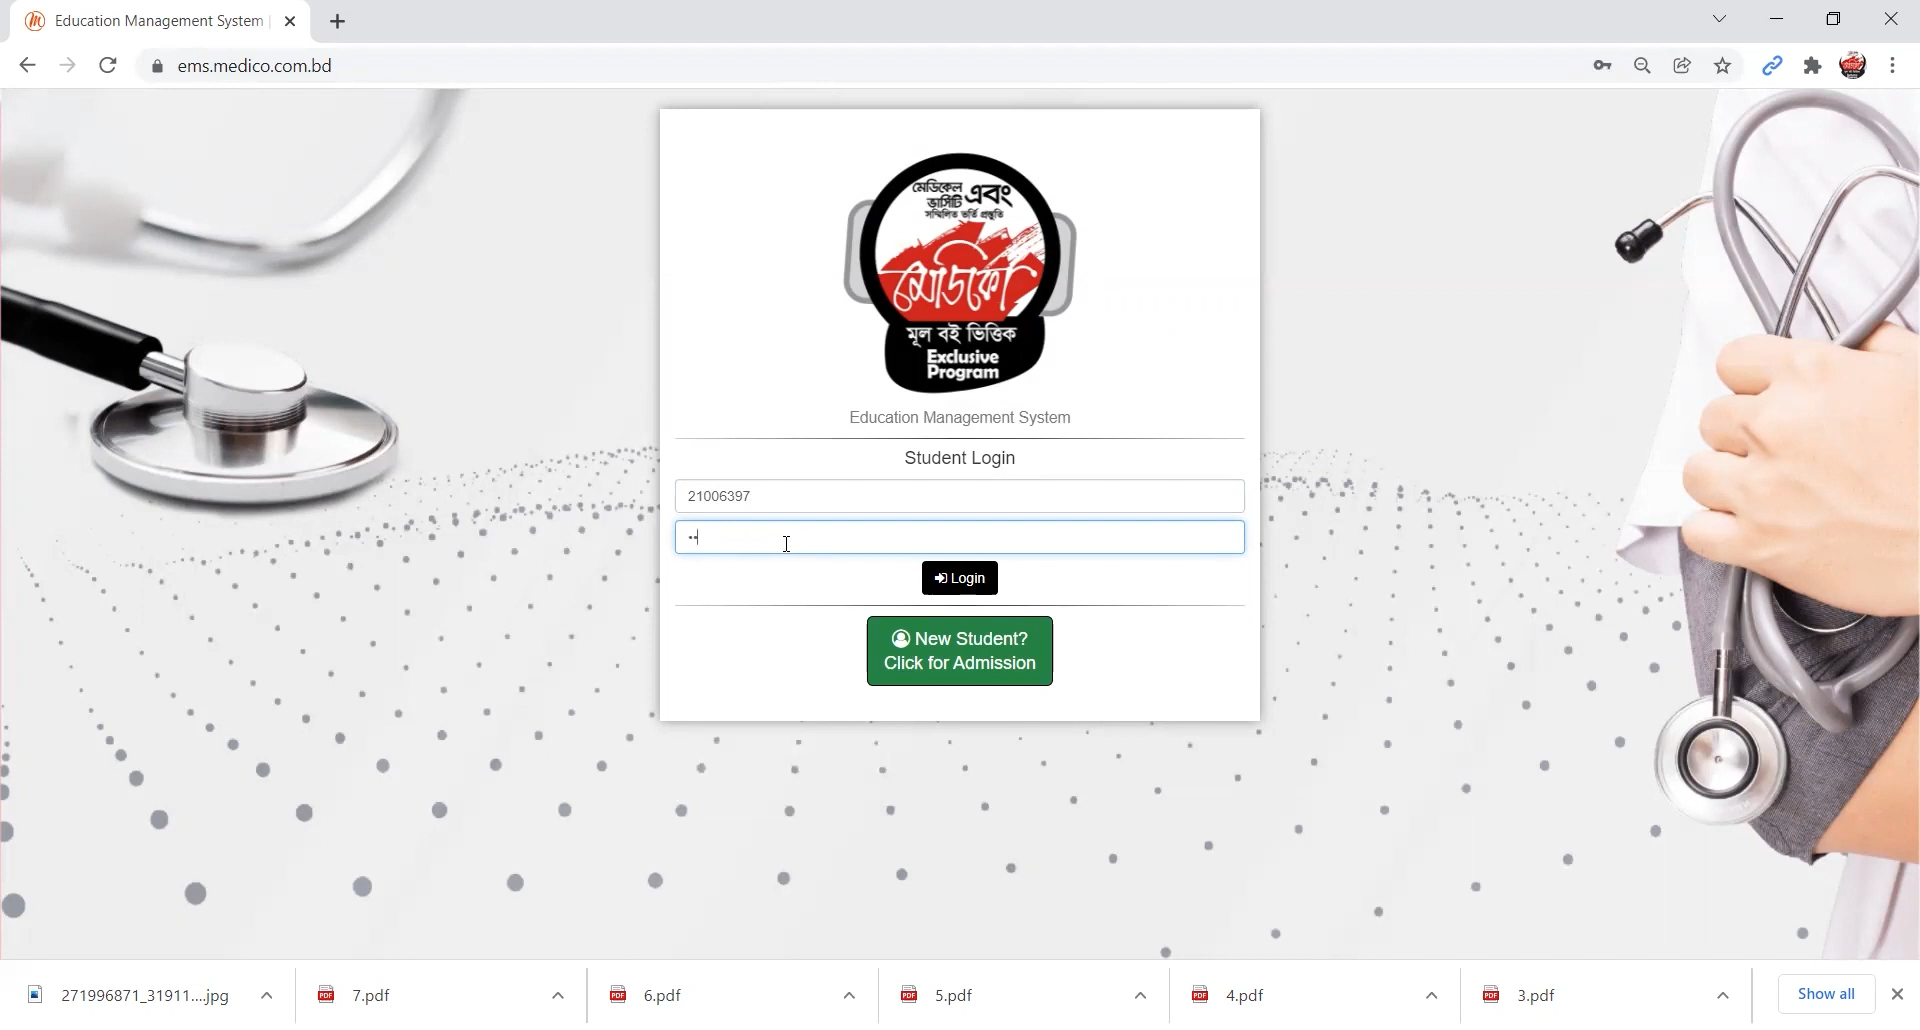 Education Management System
ems.medico.com.bd
মেডিকেল এবং
ভার্সিটি
সম্মিলিত ভর্তি প্রস্তুতি
মেডিকো
মূল বই ভিত্তিক
Exclusive
Program
Education Management System
Student Login
21006397
••
Login
New Student?
Click for Admission
271996871_31911....jpg
7.pdf
6.pdf
5.pdf
4.pdf
3.pdf
Show all